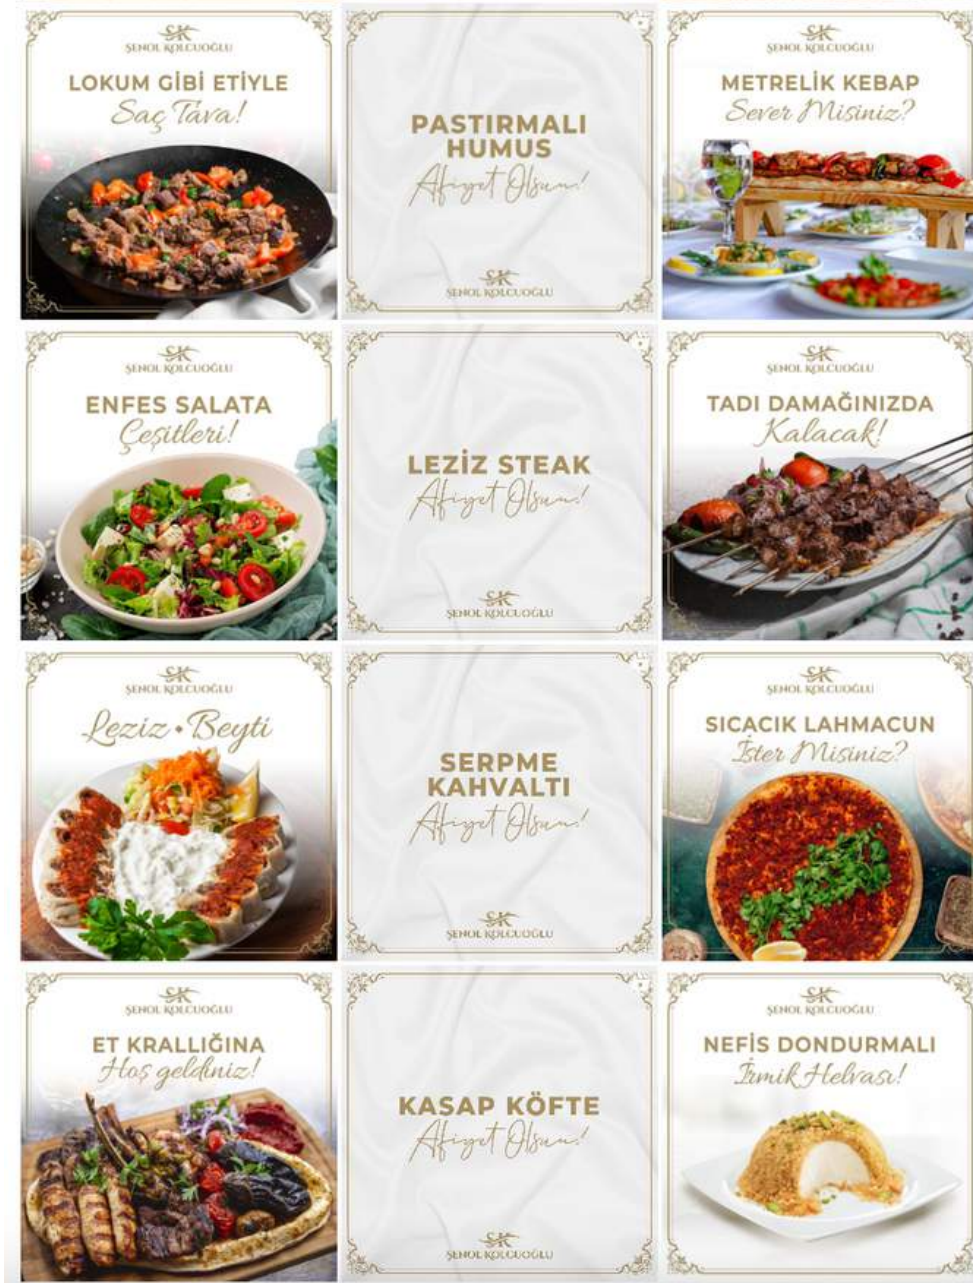 SK
ŞENOL KOLCUOĞLU
LOKUM GİBİ ETİYLE
Saç Tava!
PASTIRMALI
HUMUS
Afiyet Olsun!
SK
ŞENOL KOLCUOĞLU
SK
ŞENOL KOLCUOĞLU
METRELİK KEBAP
Sever Misiniz?
SK
ŞENOL KOLCUOĞLU
ENFES SALATA
Çeşitleri!
LEZİZ STEAK
Afiyet Olsun!
SK
ŞENOL KOLCUOĞLU
SK
ŞENOL KOLCUOĞLU
TADI DAMAĞINIZDA
Kalacak!
SK
ŞENOL KOLCUOĞLU
Leziz • Beyti
SERPME
KAHVALTI
Afiyet Olsun!
SK
ŞENOL KOLCUOĞLU
SK
ŞENOL KOLCUOĞLU
SICACIK LAHMACUN
İster Misiniz?
SK
ŞENOL KOLCUOĞLU
ET KRALLIĞINA
Hoş geldiniz!
KASAP KÖFTE
Afiyet Olsun!
SK
ŞENOL KOLCUOĞLU
SK
ŞENOL KOLCUOĞLU
NEFİS DONDURMALI
İrmik Helvası!